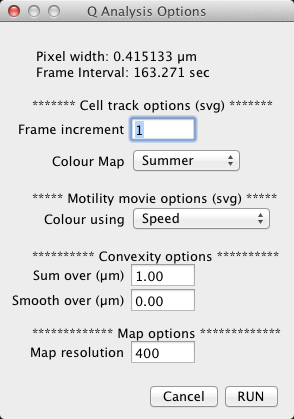 Q Analysis Options
Pixel width: 0.415133 µm
Frame Interval: 163.271 sec
******* Cell track options (svg) *******
Frame increment 1
Colour Map Summer
***** Motility movie options (svg) *****
Colour using Speed
********** Convexity options **********
Sum over (µm) 1.00
Smooth over (µm) 0.00
************* Map options *************
Map resolution 400
Cancel RUN